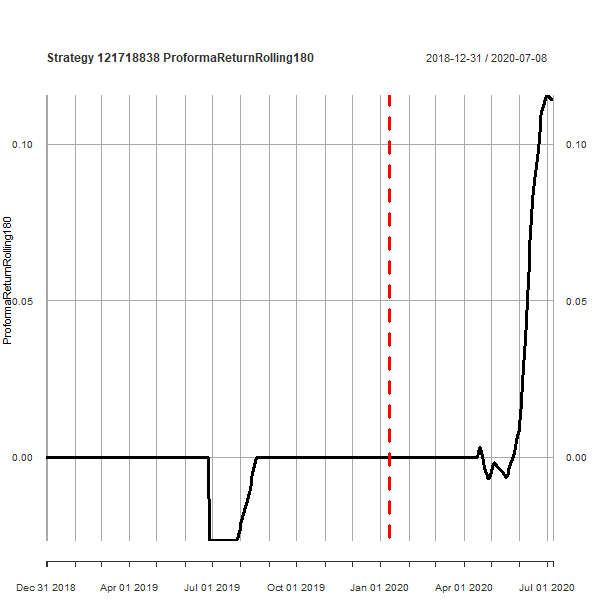 Strategy 121718838 ProformaReturnRolling180
2018-12-31 / 2020-07-08
ProformaReturnRolling180
0.10
0.10
0.05
0.05
0.00
0.00
Dec 31 2018
Apr 01 2019
Jul 01 2019
Oct 01 2019
Jan 01 2020
Apr 01 2020
Jul 01 2020